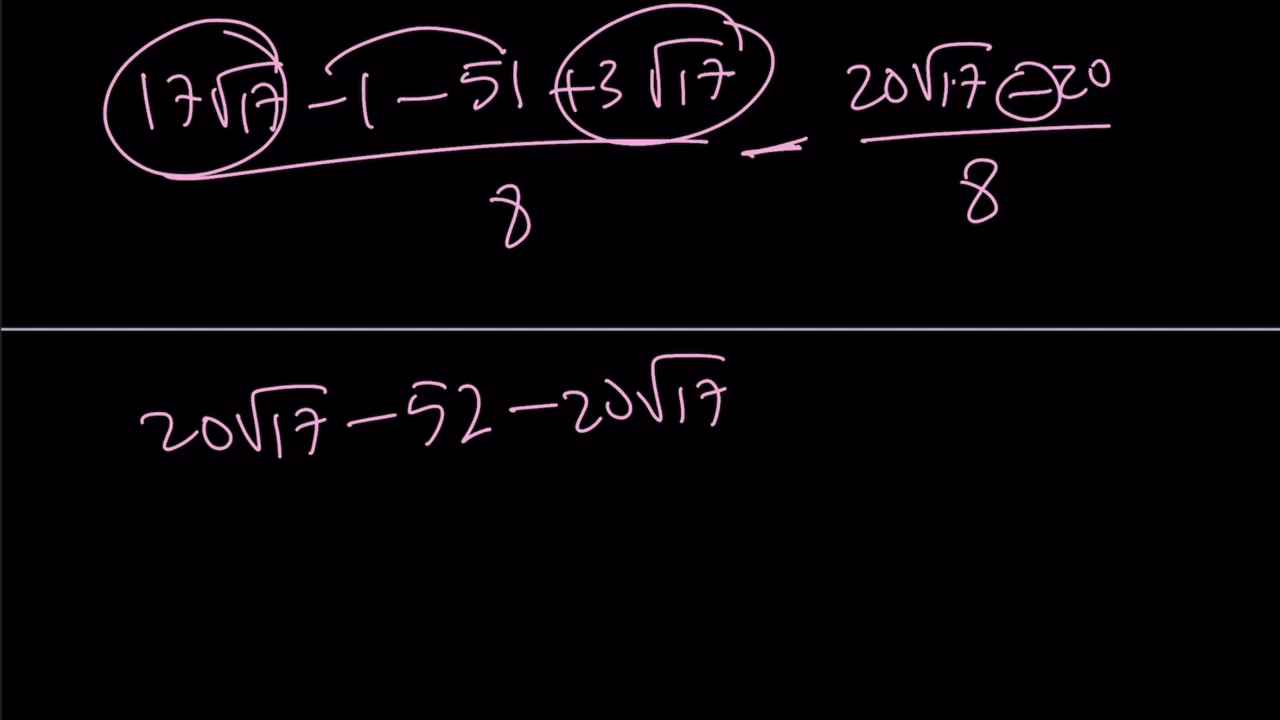 17√17 - 1 - 51 + 3√17 - 20√17 - 20
8 8
20√17 - 52 - 20√17